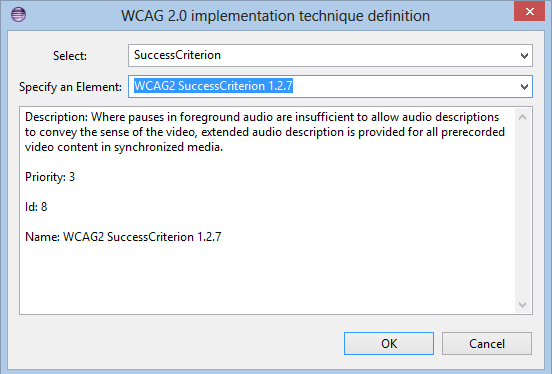 WCAG 2.0 implementation technique definition
Select: SuccessCriterion
Specify an Element: WCAG2 SuccessCriterion 1.2.7
Description: Where pauses in foreground audio are insufficient to allow audio descriptions
to convey the sense of the video, extended audio description is provided for all prerecorded
video content in synchronized media.
Priority: 3
Id: 8
Name: WCAG2 SuccessCriterion 1.2.7
OK Cancel